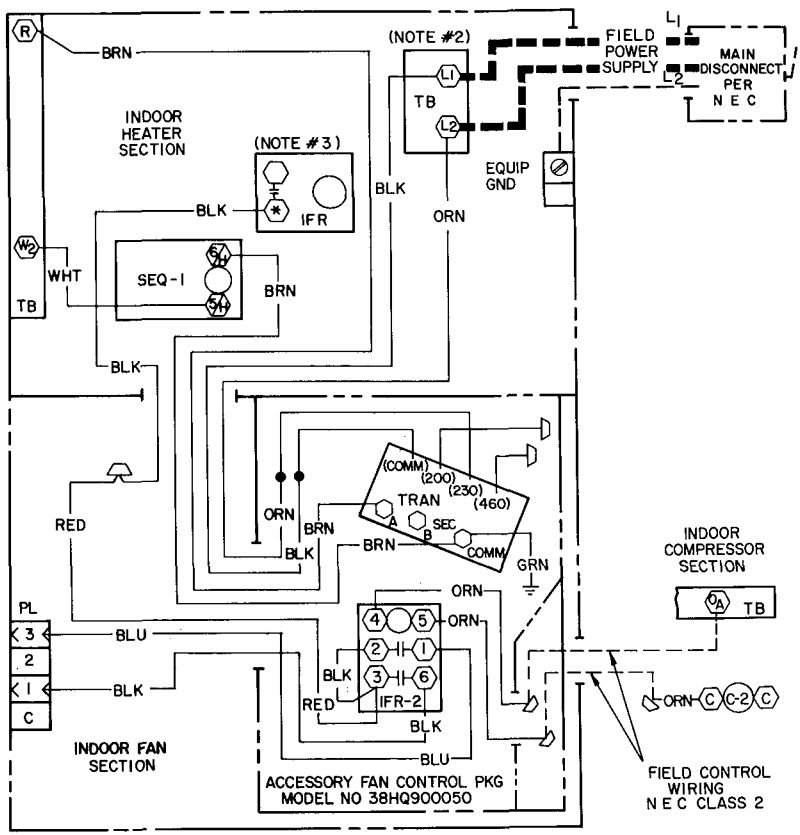 L1
(NOTE #2)
FIELD
POWER
SUPPLY
L2
MAIN
DISCONNECT
PER
N E C
R
BRN
L1
TB
L2
INDOOR
HEATER
SECTION
(NOTE #3)
EQUIP
GND
BLK
ORN
BLK
*
IFR
W2
WHT
SEQ-1
6/H
5/H
BRN
TB
BLK
(COMM)
(200)
(230)
(460)
TRAN
A
SEC
B
COMM
ORN
BRN
BLK
BRN
GRN
RED
INDOOR
COMPRESSOR
SECTION
OA
TB
PL
3
2
1
C
BLU
BLK
ORN
4
5
ORN
2
1
BLK
3
6
RED
IFR-2
BLK
BLU
ORN
C
C-2
C
INDOOR FAN
SECTION
ACCESSORY FAN CONTROL PKG
MODEL NO 38HQ900050
FIELD CONTROL
WIRING
N E C CLASS 2